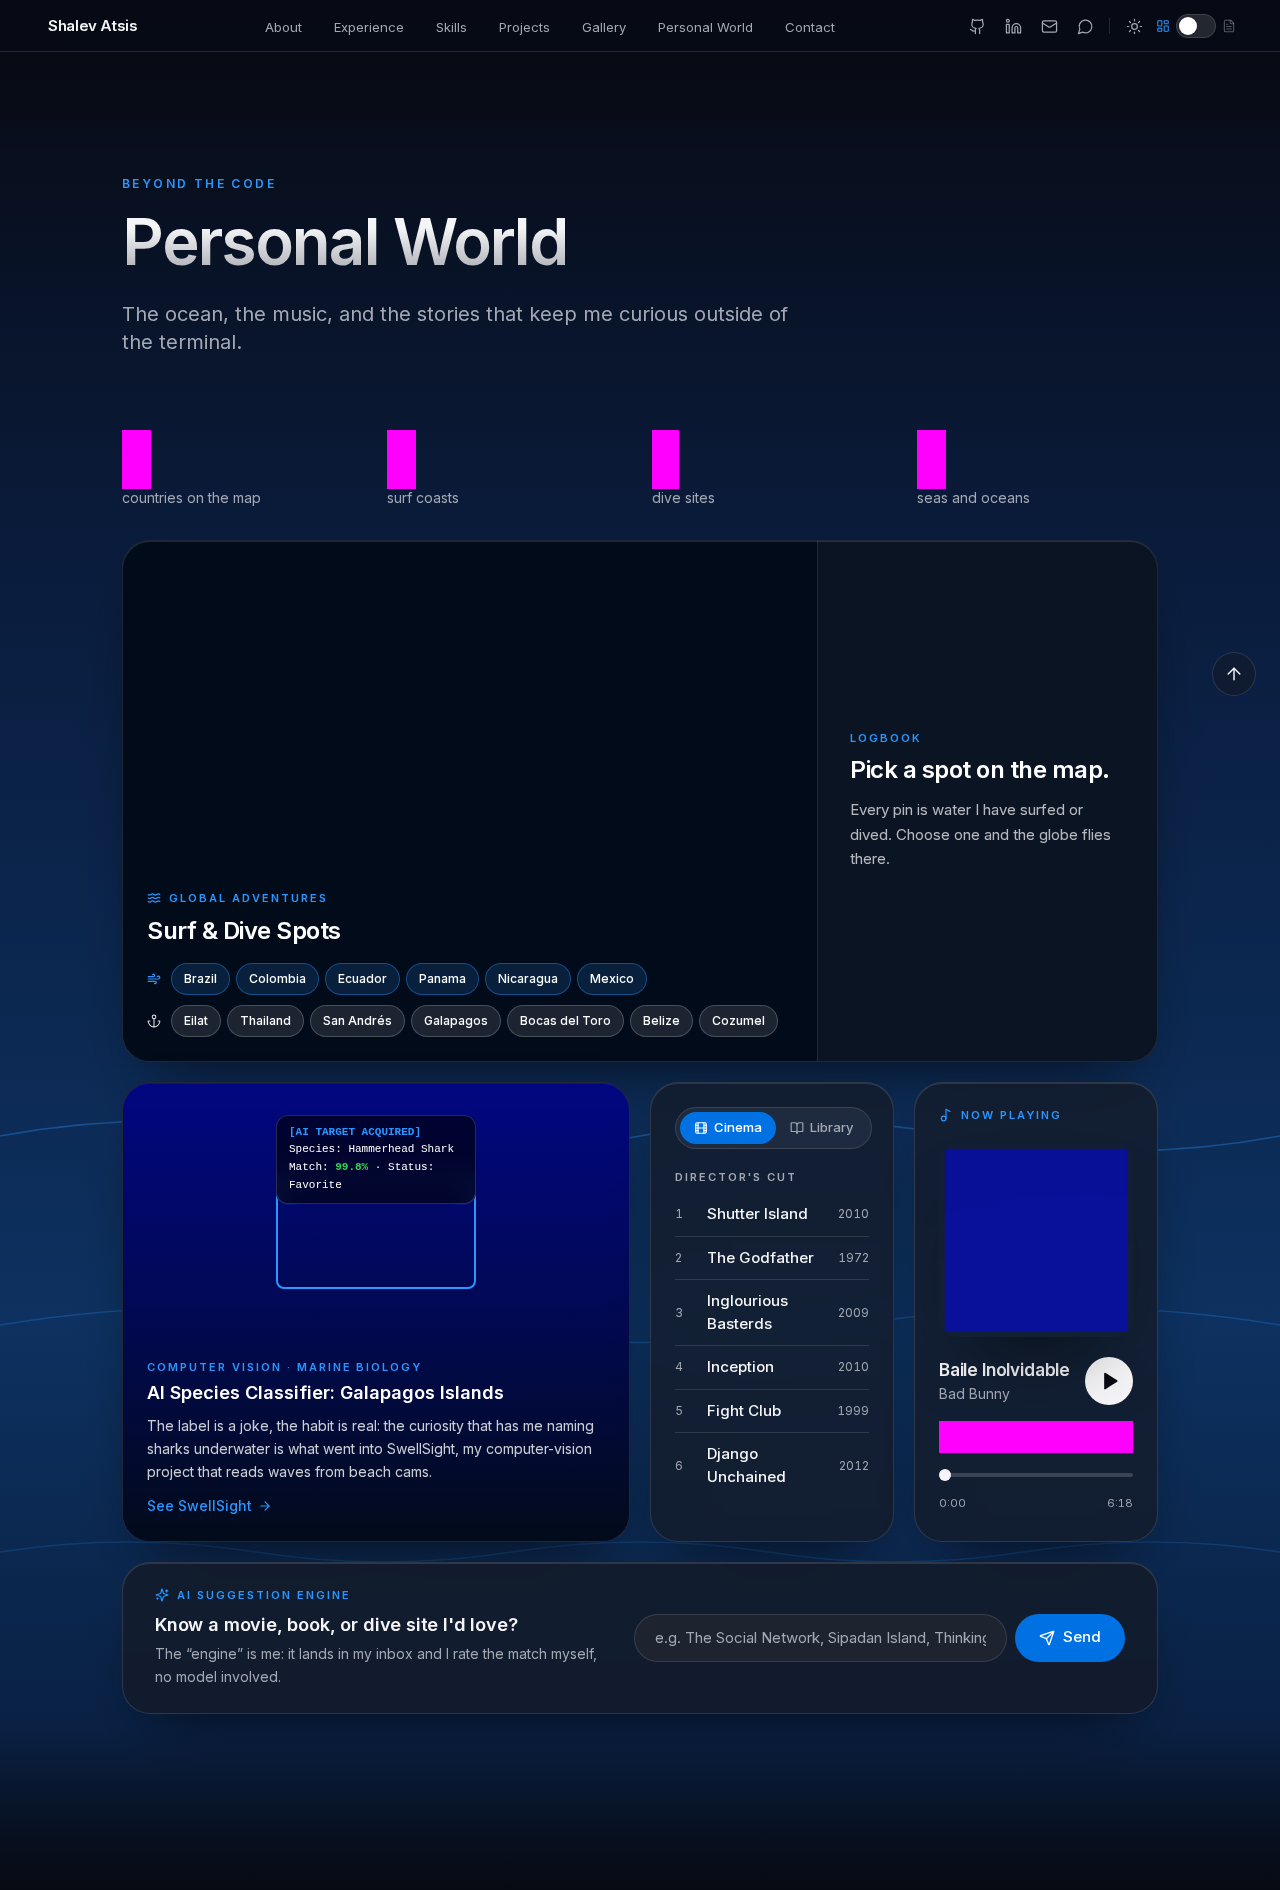 Shalev Atsis
About
Experience
Skills
Projects
Gallery
Personal World
Contact
BEYOND THE CODE
Personal World
The ocean, the music, and the stories that keep me curious outside of
the terminal.
countries on the map
surf coasts
dive sites
seas and oceans
LOGBOOK
Pick a spot on the map.
Every pin is water I have surfed or
dived. Choose one and the globe flies
there.
GLOBAL ADVENTURES
Surf & Dive Spots
Brazil
Colombia
Ecuador
Panama
Nicaragua
Mexico
Eilat
Thailand
San Andrés
Galapagos
Bocas del Toro
Belize
Cozumel
[AI TARGET ACQUIRED]
Species: Hammerhead Shark
Match: 99.8% · Status:
Favorite
COMPUTER VISION · MARINE BIOLOGY
AI Species Classifier: Galapagos Islands
The label is a joke, the habit is real: the curiosity that has me naming
sharks underwater is what went into SwellSight, my computer-vision
project that reads waves from beach cams.
See SwellSight
Cinema
Library
DIRECTOR'S CUT
1 Shutter Island 2010
2 The Godfather 1972
3 Inglourious Basterds 2009
4 Inception 2010
5 Fight Club 1999
6 Django Unchained 2012
NOW PLAYING
Baile Inolvidable
Bad Bunny
0:00
6:18
AI SUGGESTION ENGINE
Know a movie, book, or dive site I'd love?
The “engine” is me: it lands in my inbox and I rate the match myself,
no model involved.
e.g. The Social Network, Sipadan Island, Thinking
Send